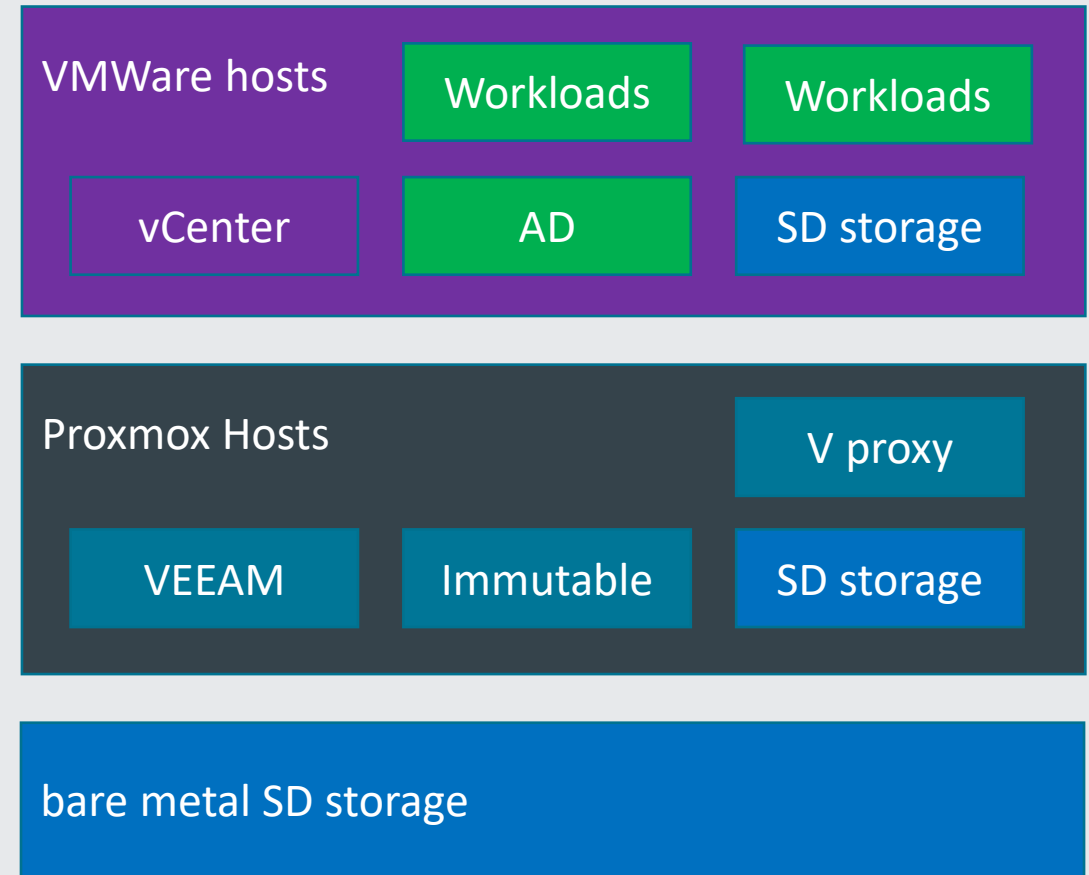 VMWare hosts
Workloads
Workloads
vCenter
AD
SD storage
Proxmox Hosts
V proxy
VEEAM
Immutable
SD storage
bare metal SD storage